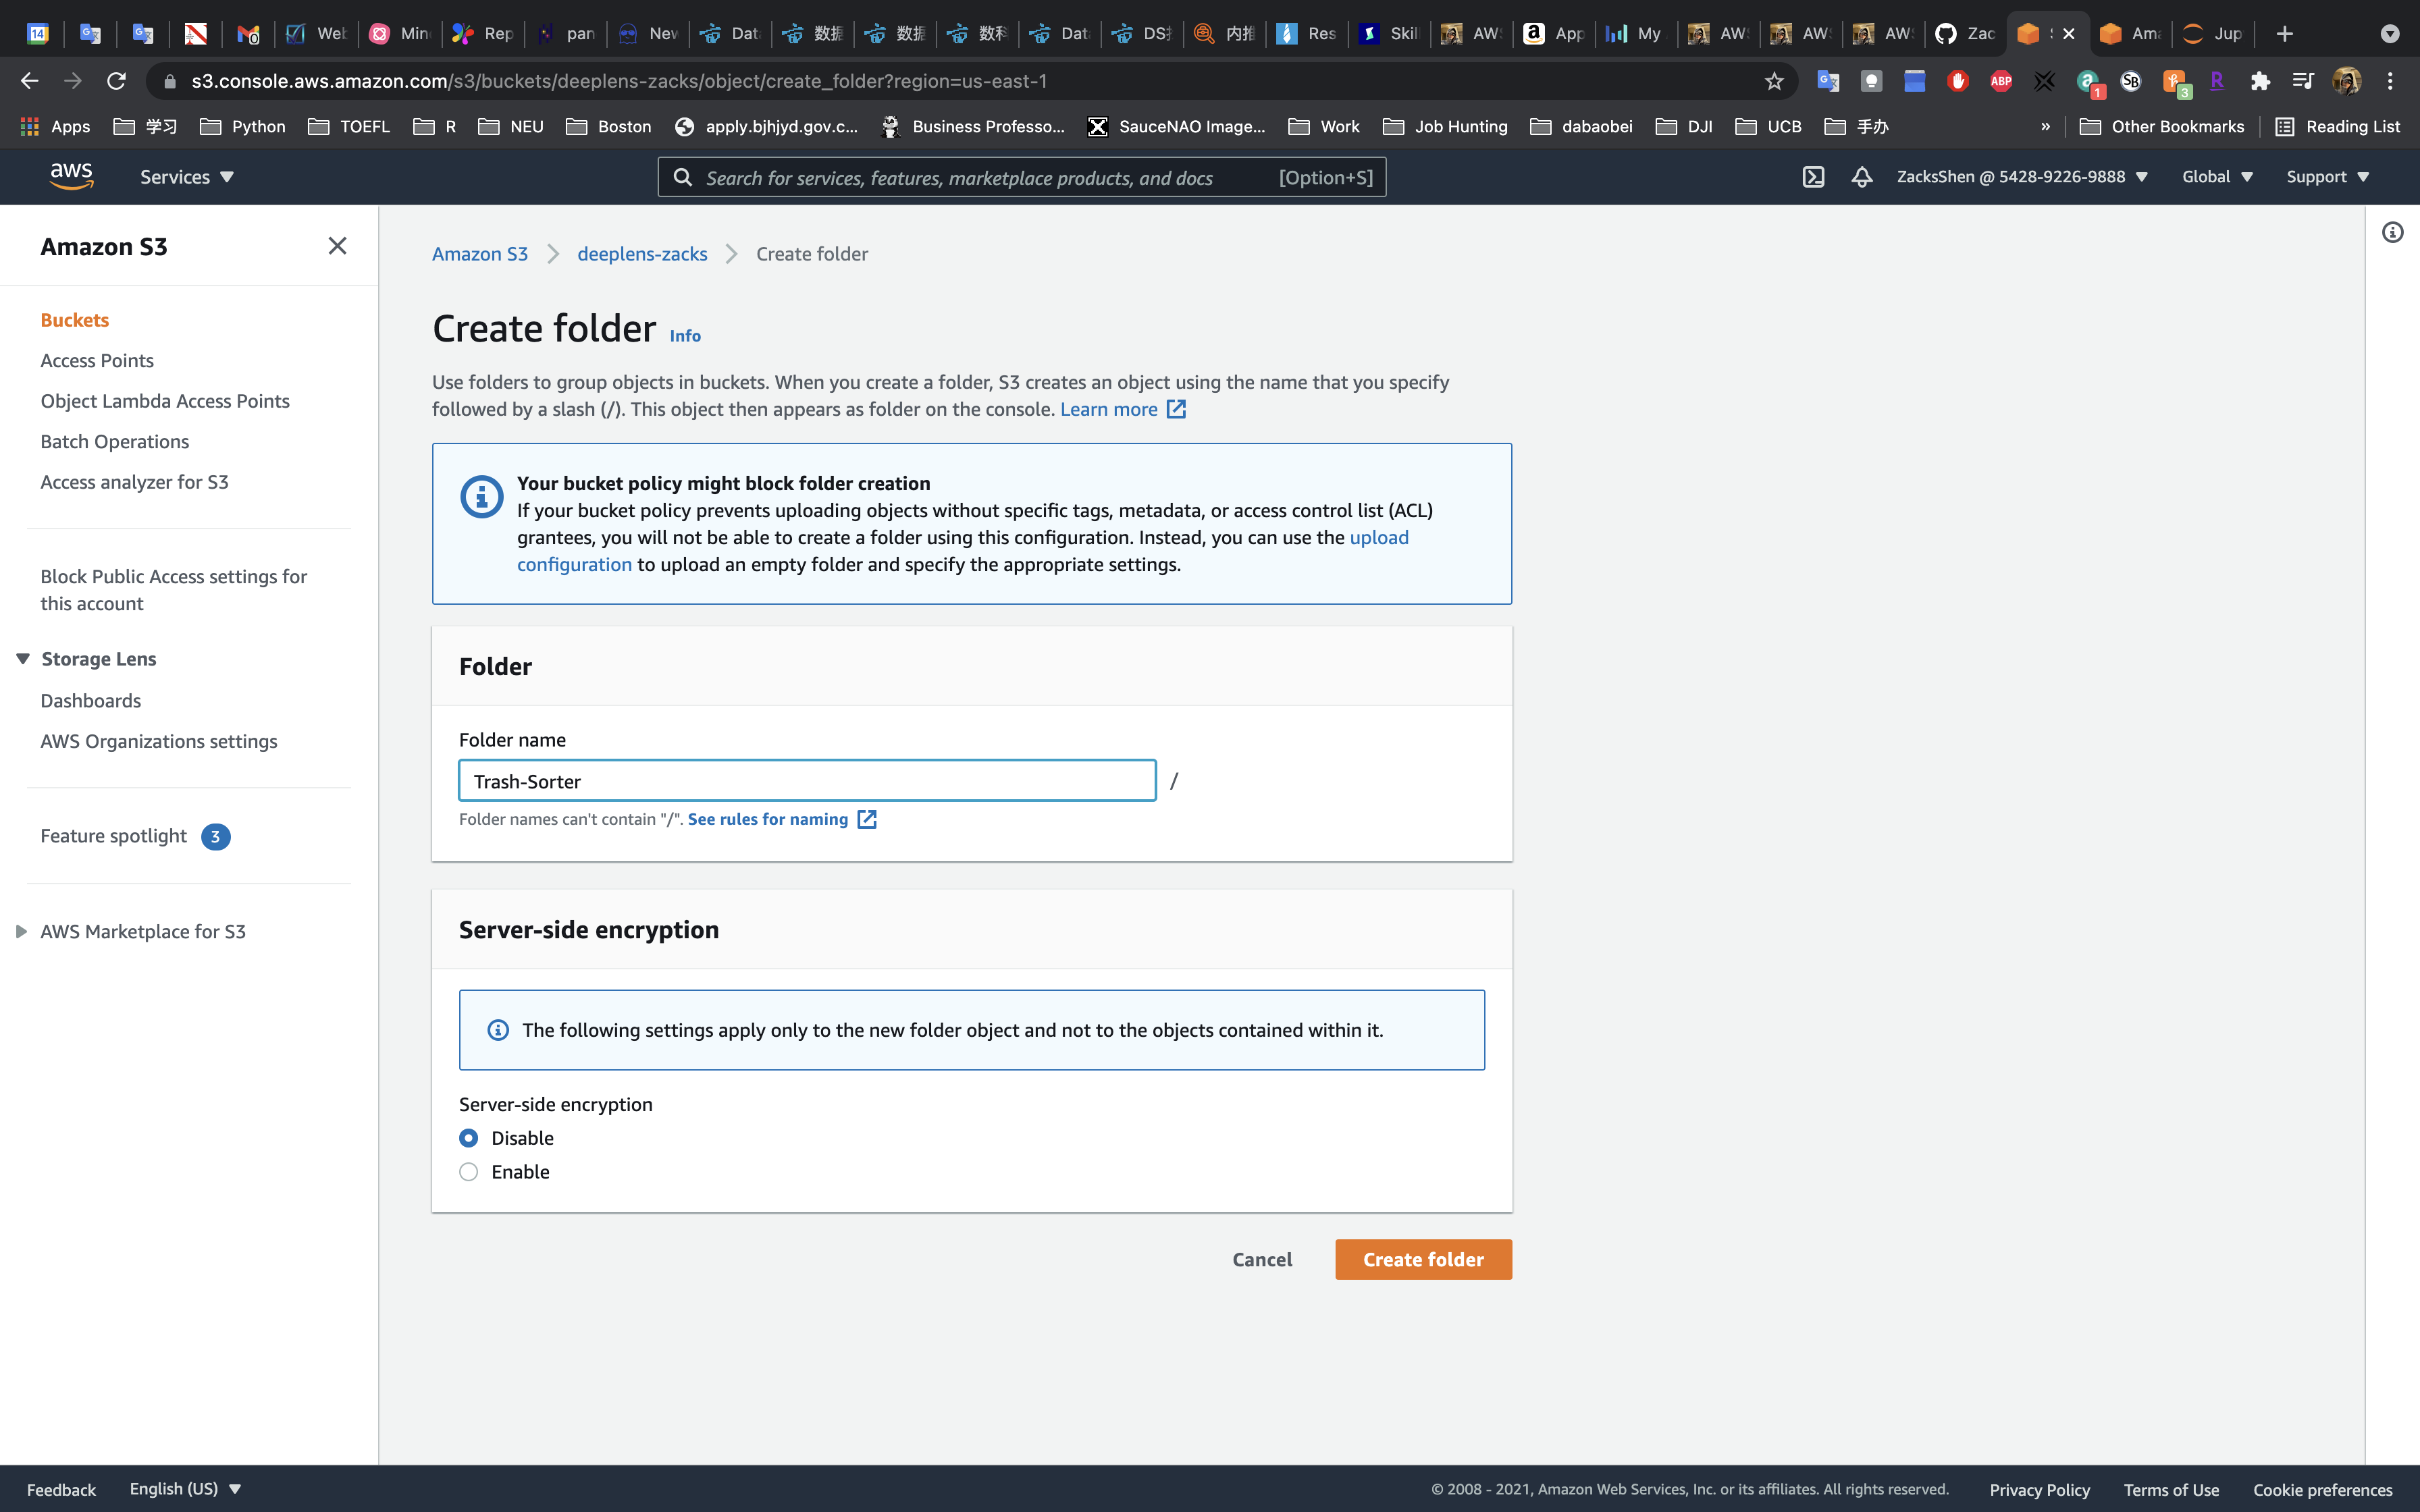 14
Web
Min
Rep
pan
New
Data
数据
数据
数科
Data
DS
内推
Res
Skil
AWS
App
My
AWS
AWS
AWS
Zac
Ama
Jup
s3.console.aws.amazon.com/s3/buckets/deeplens-zacks/object/create_folder?region=us-east-1
ABP
1
SB
3
R
Apps
学习
Python
TOEFL
R
NEU
Boston
apply.bjhjyd.gov.c...
Business Professo...
SauceNAO Image...
Work
Job Hunting
dabaobei
DJI
UCB
手办
»
Other Bookmarks
Reading List
aws
Services
Search for services, features, marketplace products, and docs
[Option+S]
ZacksShen @ 5428-9226-9888
Global
Support
Amazon S3
Buckets
Access Points
Object Lambda Access Points
Batch Operations
Access analyzer for S3
Block Public Access settings for
this account
Storage Lens
Dashboards
AWS Organizations settings
Feature spotlight 3
AWS Marketplace for S3
Amazon S3
deeplens-zacks
Create folder
Create folder Info
Use folders to group objects in buckets. When you create a folder, S3 creates an object using the name that you specify
followed by a slash (/). This object then appears as folder on the console. Learn more
Your bucket policy might block folder creation
If your bucket policy prevents uploading objects without specific tags, metadata, or access control list (ACL)
grantees, you will not be able to create a folder using this configuration. Instead, you can use the upload
configuration to upload an empty folder and specify the appropriate settings.
Folder
Folder name
Trash-Sorter /
Folder names can't contain "/". See rules for naming
Server-side encryption
The following settings apply only to the new folder object and not to the objects contained within it.
Server-side encryption
Disable
Enable
Cancel
Create folder
Feedback
English (US)
© 2008 - 2021, Amazon Web Services, Inc. or its affiliates. All rights reserved.
Privacy Policy
Terms of Use
Cookie preferences